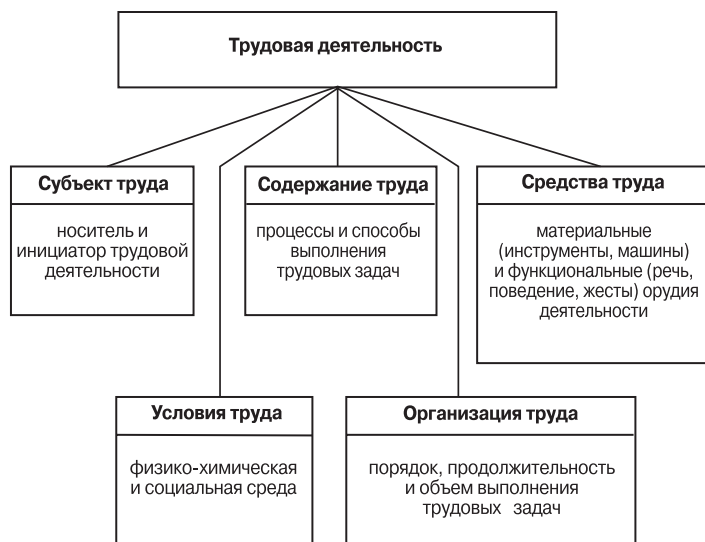 Трудовая деятельность
Субъект труда
носитель и
инициатор трудовой
деятельности
Содержание труда
процессы и способы
выполнения
трудовых задач
Средства труда
материальные
(инструменты, машины)
и функциональные (речь,
поведение, жесты) орудия
деятельности
Условия труда
физико-химическая
и социальная среда
Организация труда
порядок, продолжительность
и объем выполнения
трудовых задач